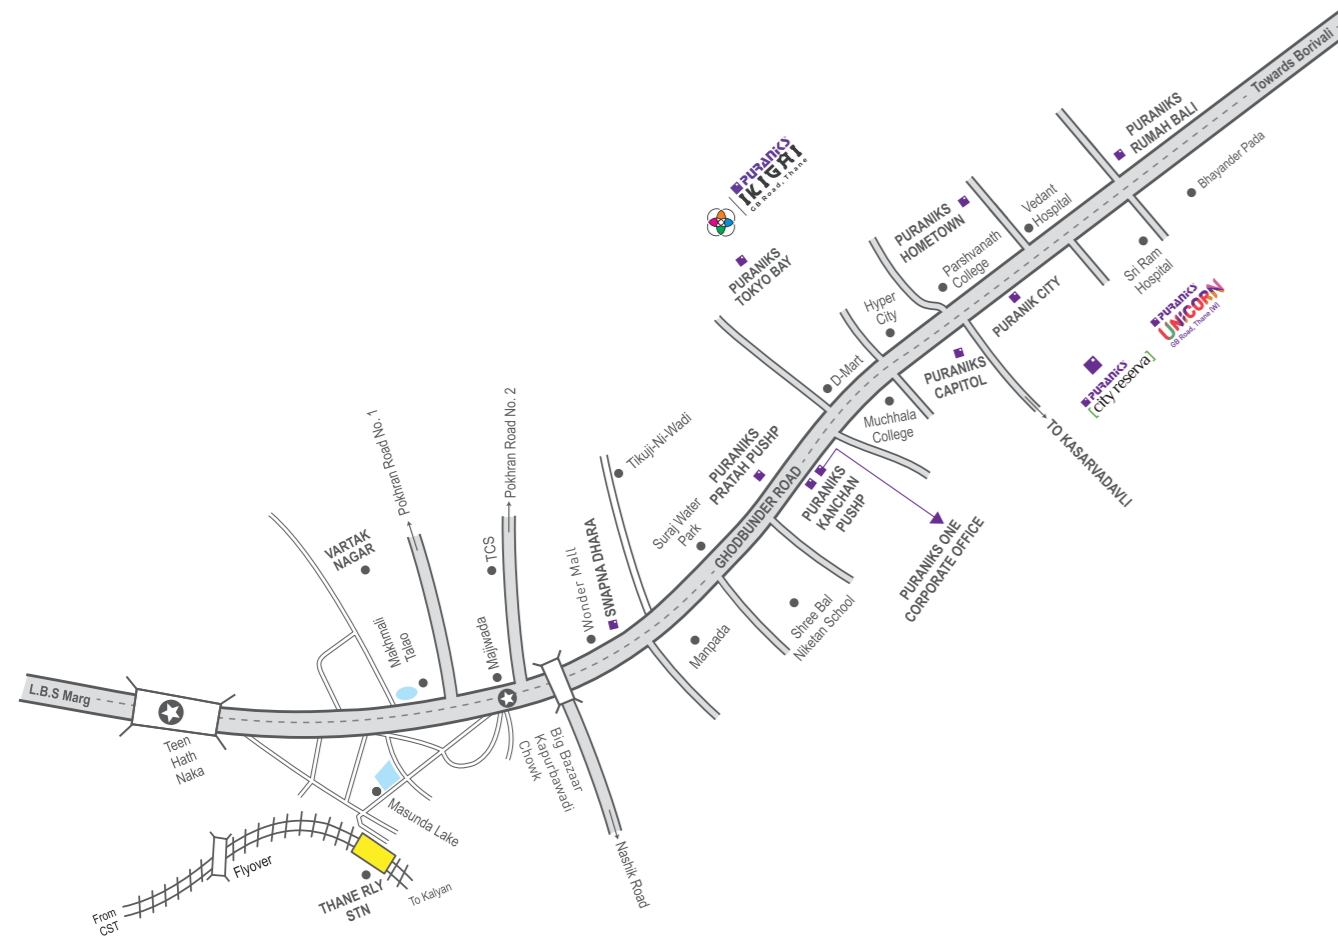 Towards Borivali
PURANIKS
RUMAH BALI
Bhayander Pada
PURANIKS
IKIGAI
GB Road, Thane
Vedant
Hospital
PURANIKS
HOMETOWN
Parshvanath
College
Sri Ram
Hospital
PURANIKS
TOKYO BAY
PURANIK CITY
PURANIKS
UNICORN
GB Road, Thane (W)
Hyper
City
PURANIKS
CAPITOL
PURANIKS
[city reserva]
D-Mart
Muchhala
College
TO KASARVADAVLI
Pokhran Road No. 1
Pokhran Road No. 2
Tikuji-Ni-Wadi
PURANIKS
PRATAH PUSHP
GHODBUNDER ROAD
PURANIKS
KANCHAN
PUSHP
Suraj Water
Park
PURANIKS ONE
CORPORATE OFFICE
VARTAK
NAGAR
TCS
Wonder Mall
SWAPNA DHARA
Shree Bal
Niketan School
Manpada
Makhmali
Talao
Majiwada
L.B.S Marg
Teen
Hath
Naka
Big Bazaar
Kapurbawadi
Chowk
Masunda Lake
Nashik Road
Flyover
THANE RLY
STN
To Kalyan
From
CST